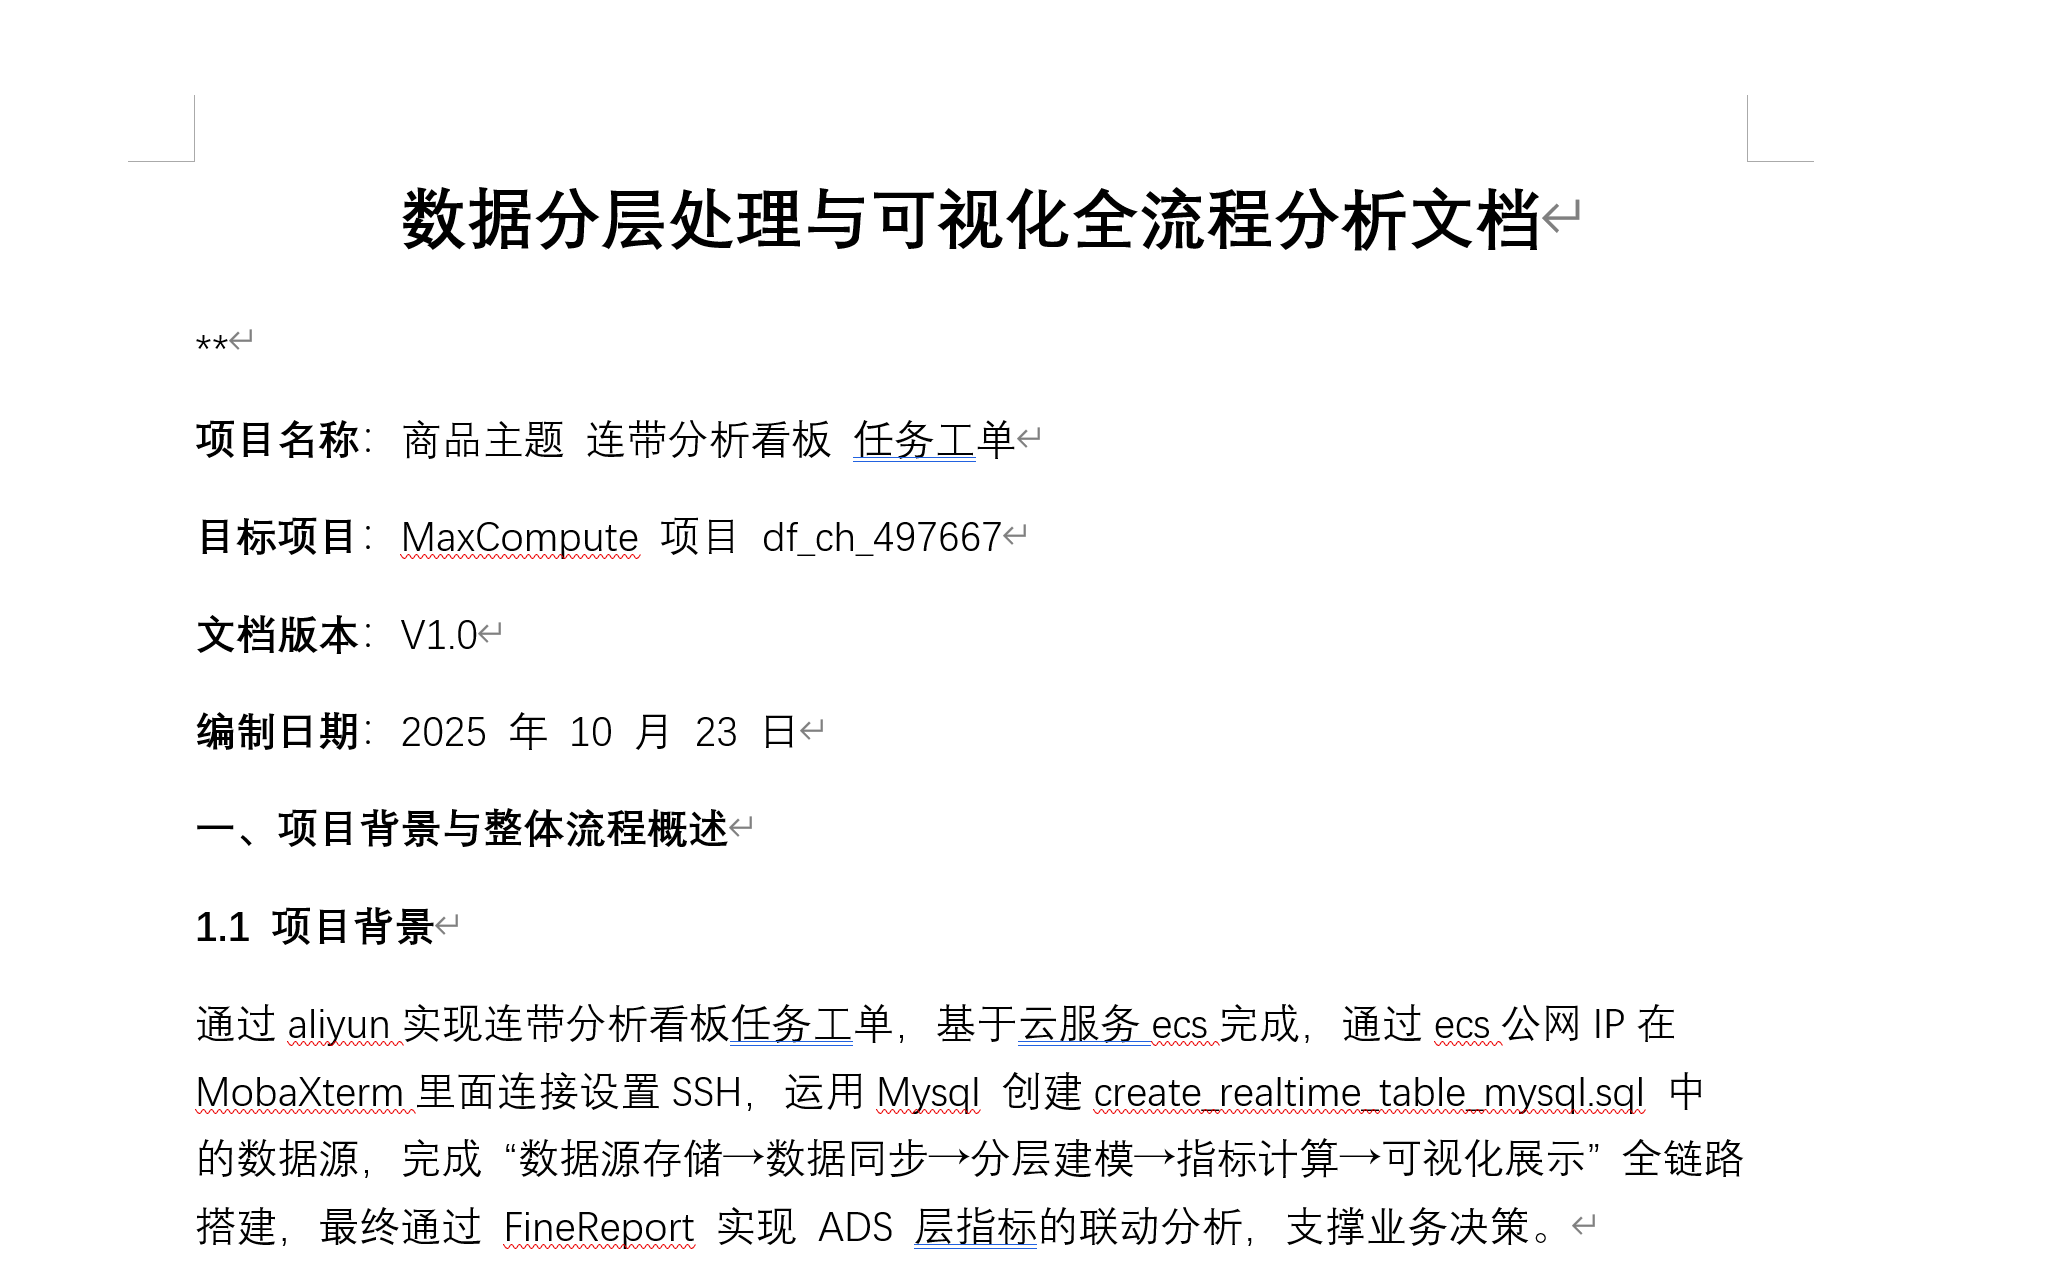 数据分层处理与可视化全流程分析文档
**
项目名称：商品主题 连带分析看板 任务工单
目标项目：MaxCompute 项目 df_ch_497667
文档版本：V1.0
编制日期：2025 年 10 月 23 日
一、项目背景与整体流程概述
1.1 项目背景
通过 aliyun 实现连带分析看板任务工单，基于云服务 ecs 完成，通过 ecs 公网 IP 在
MobaXterm 里面连接设置 SSH，运用 Mysql 创建 create_realtime_table_mysql.sql 中
的数据源，完成 “数据源存储→数据同步→分层建模→指标计算→可视化展示” 全链路
搭建，最终通过 FineReport 实现 ADS 层指标的联动分析，支撑业务决策。